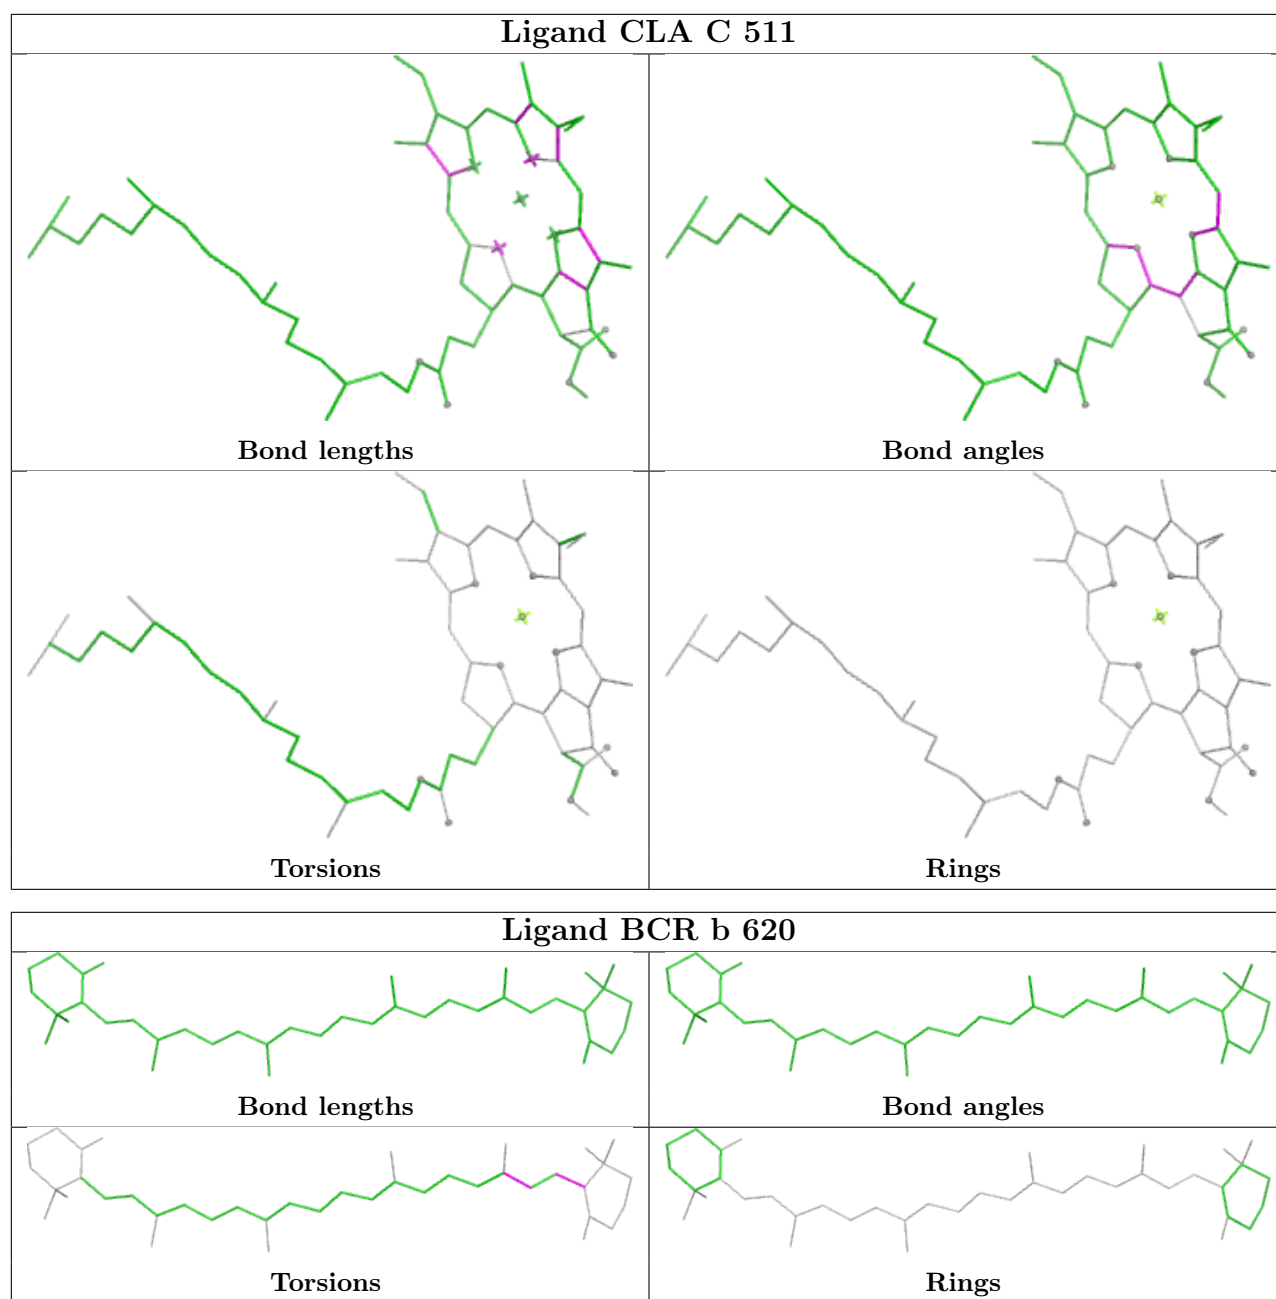 Ligand CLA C 511
Bond lengths
Bond angles
Torsions
Rings
Ligand BCR b 620
Bond lengths
Bond angles
Torsions
Rings